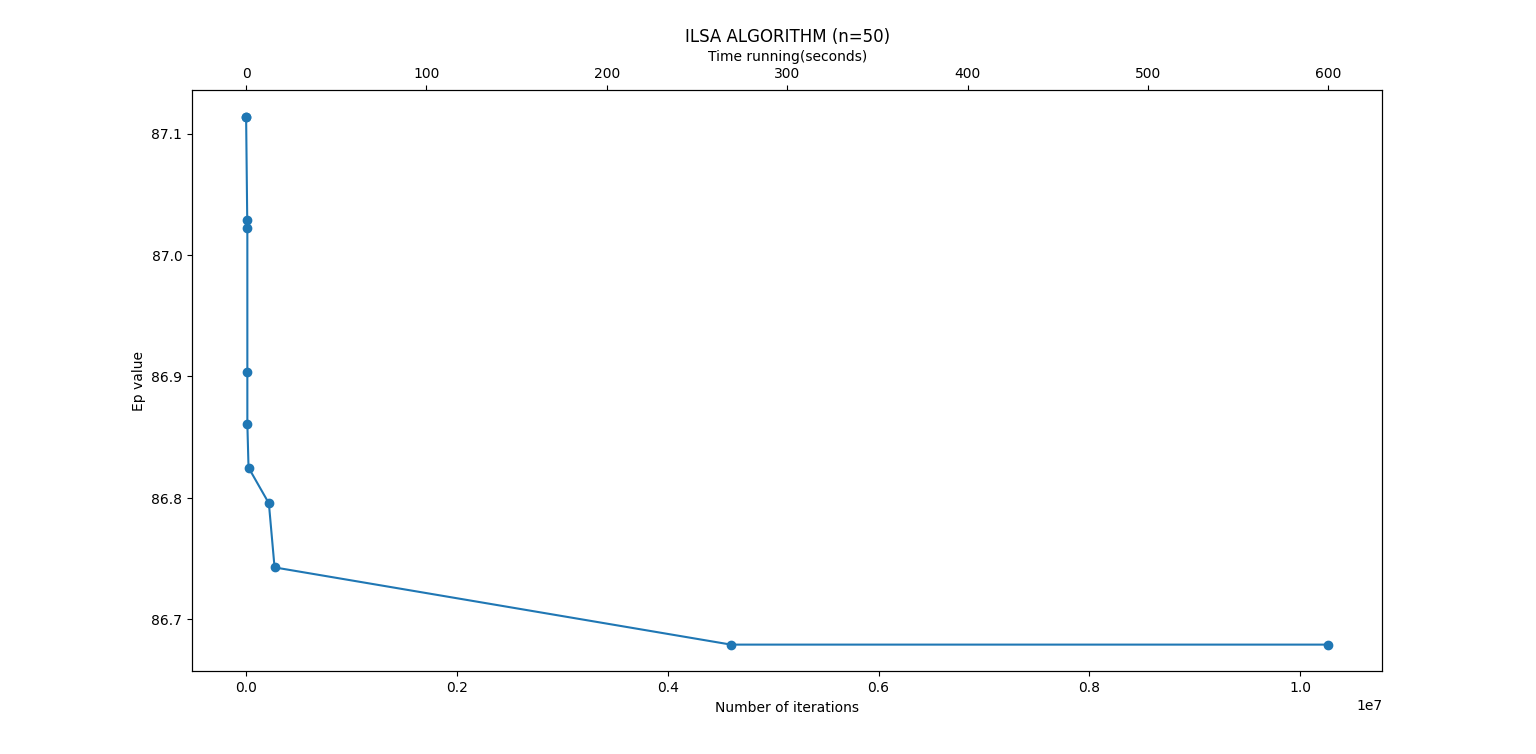 ILSA ALGORITHM (n=50)
Time running(seconds)
0 100 200 300 400 500 600
87.1
87.0
86.9
86.8
86.7
Ep value
0.0 0.2 0.4 0.6 0.8 1.0
1e7
Number of iterations